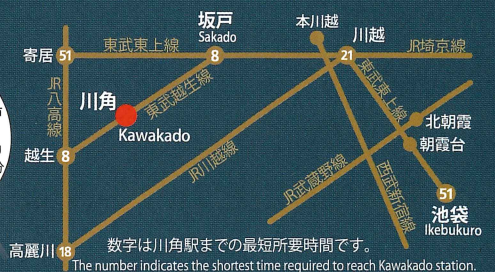 坂戸
Sakado
本川越
川越
寄居
51
東武東上線
8
21
JR埼京線
JR八高線
川角
東武越生線
東武東上線
Kawakado
北朝霞
朝霞台
越生
8
JR川越線
JR武蔵野線
西武新宿線
51
池袋
Ikebukuro
高麗川
18
数字は川角駅までの最短所要時間です。
The number indicates the shortest time required to reach Kawakado station.